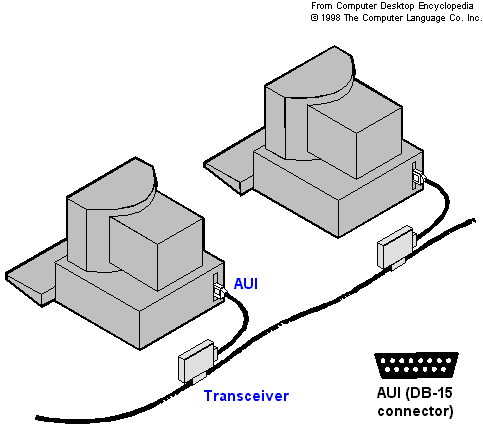 From Computer Desktop Encyclopedia
© 1998 The Computer Language Co. Inc.
AUI
Transceiver
AUI (DB-15
connector)